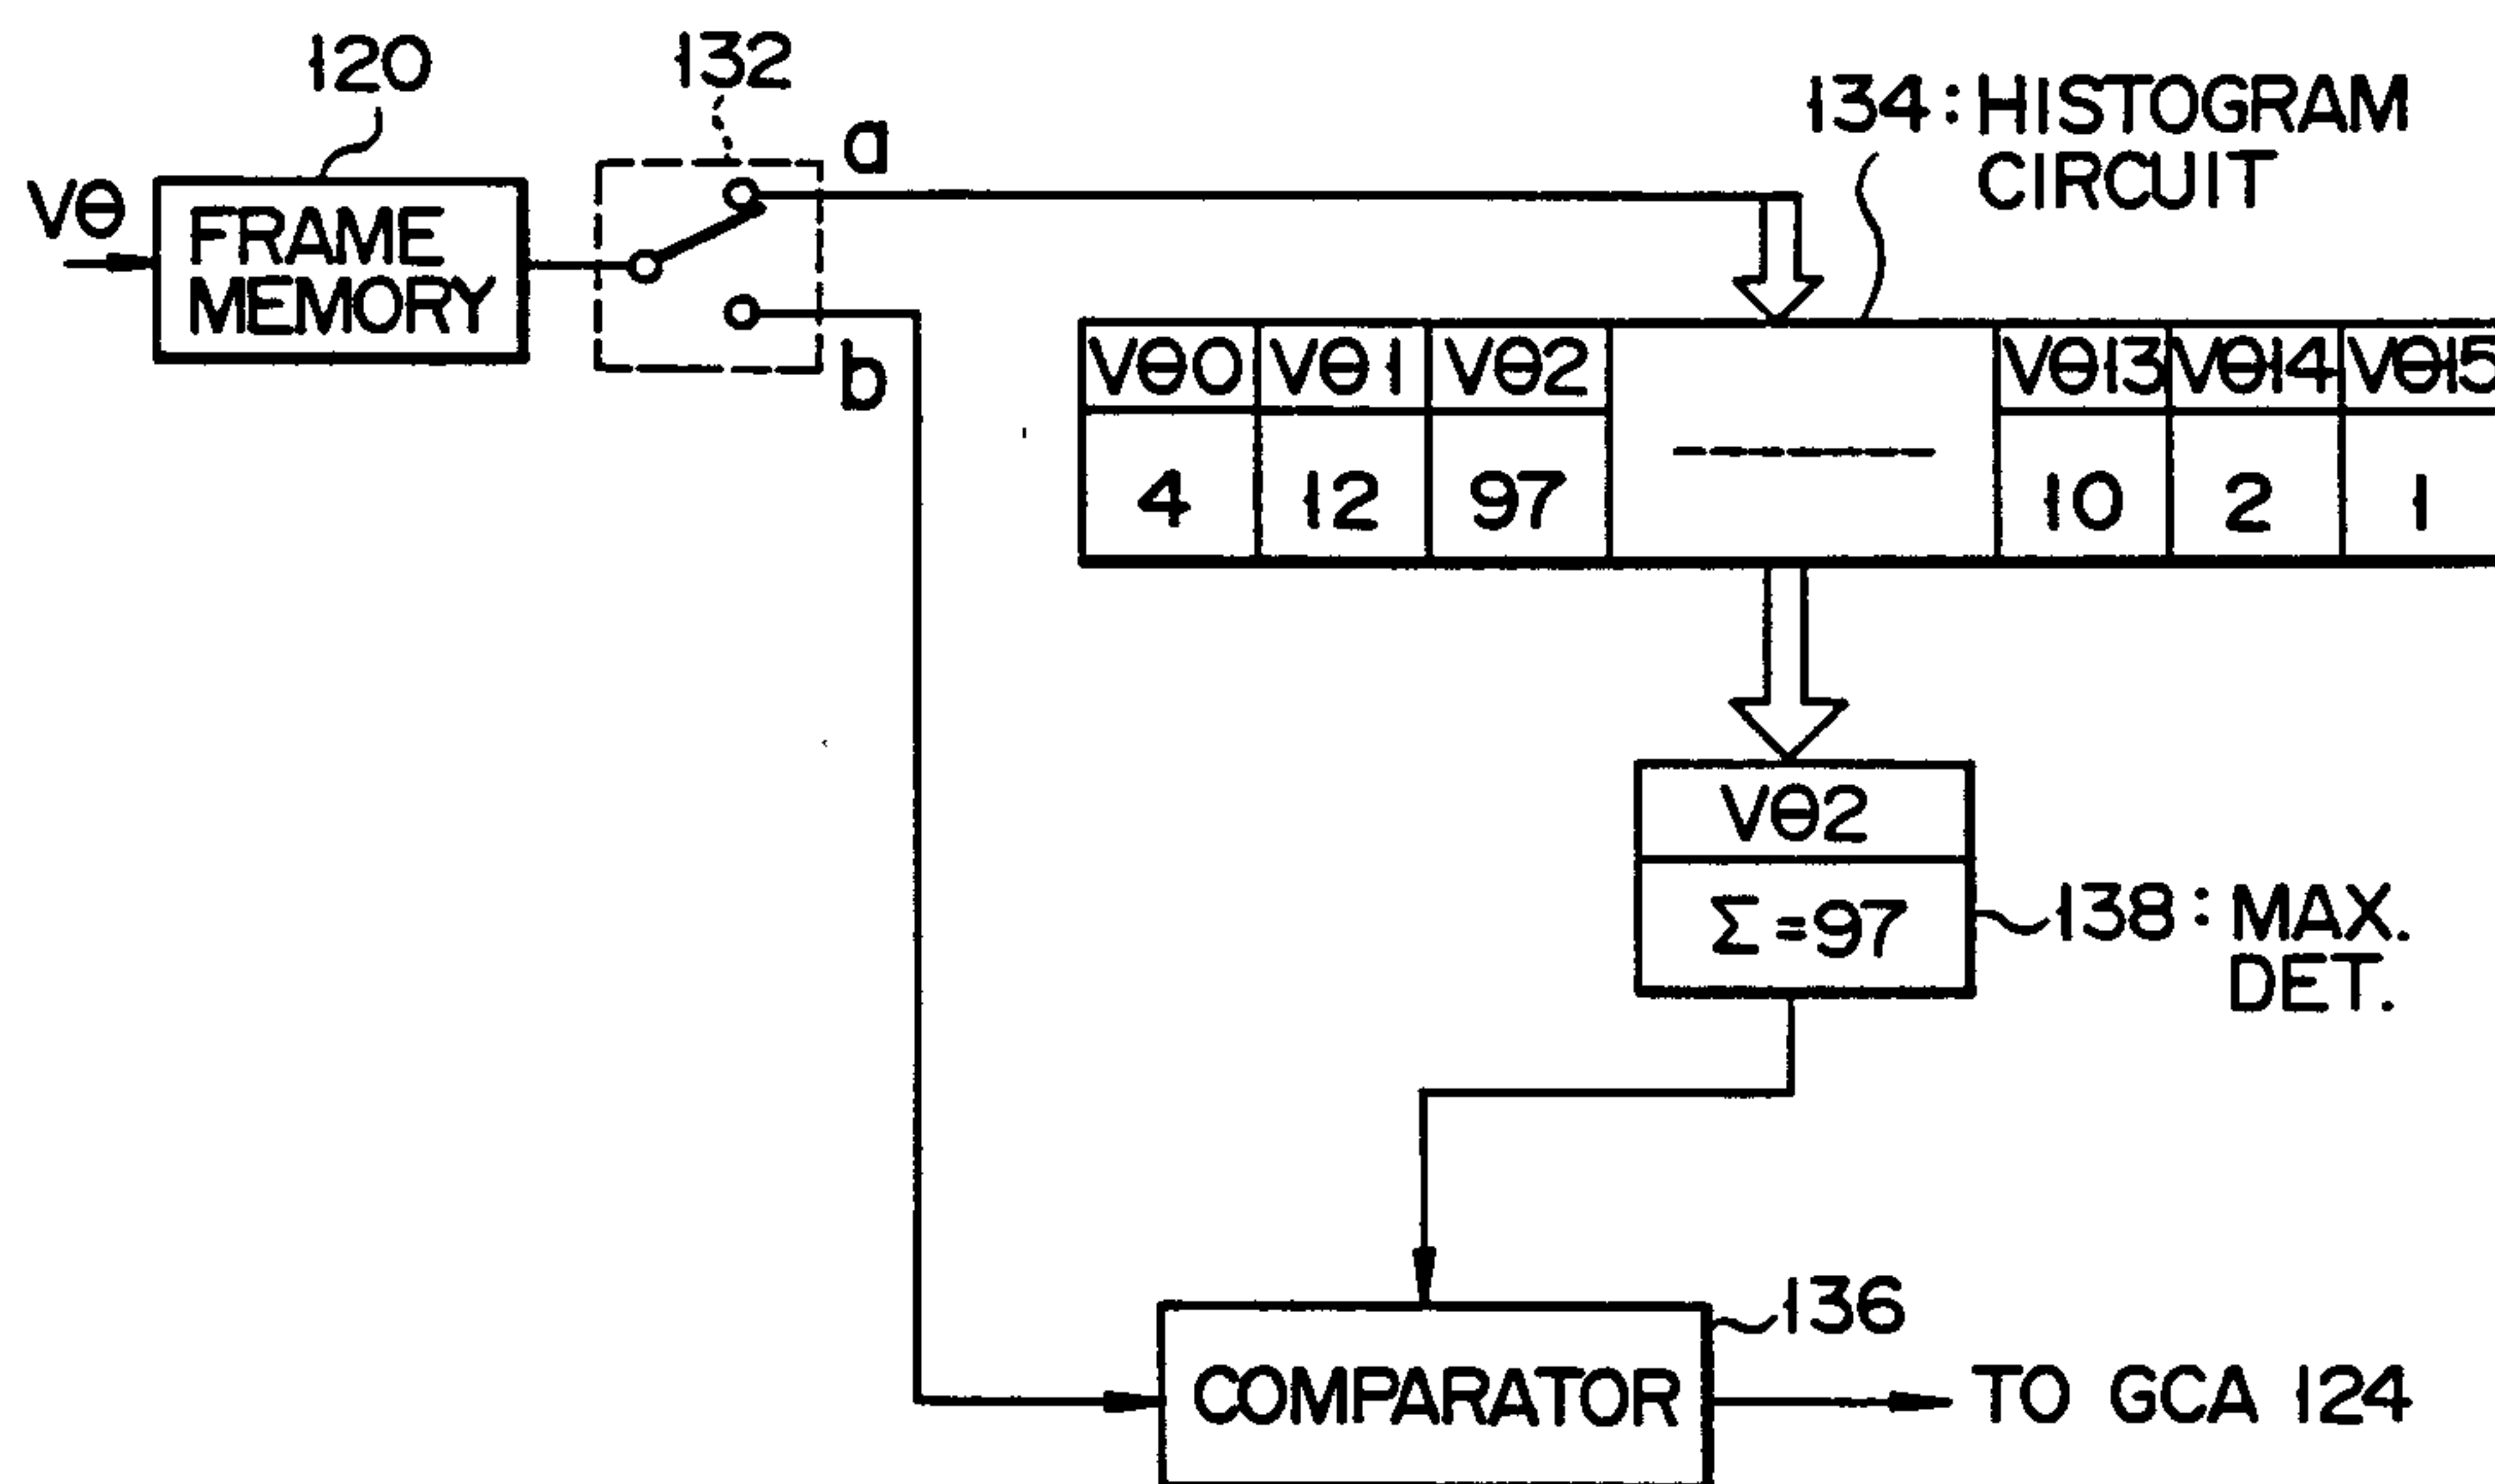 120
132
a
134: HISTOGRAM
CIRCUIT
Vθ
FRAME
MEMORY
b
Vθ0 Vθ1 Vθ2 Vθ13 Vθ14 Vθ15
4 12 97 10 2 1
Vθ2
Σ=97
138: MAX.
DET.
136
COMPARATOR
TO GCA 124